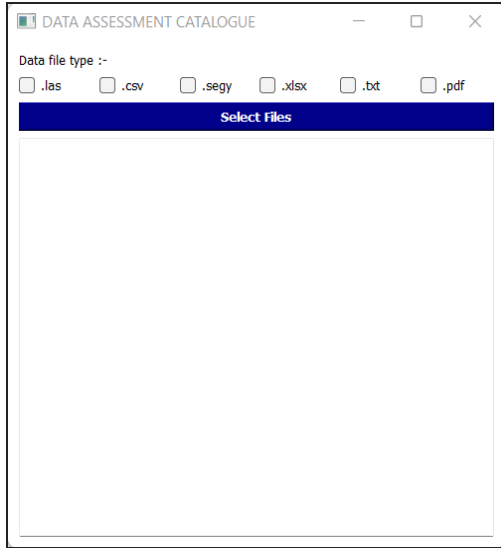 DATA ASSESSMENT CATALOGUE
Data file type :-
.las .csv .segy .xlsx .txt .pdf
Select Files